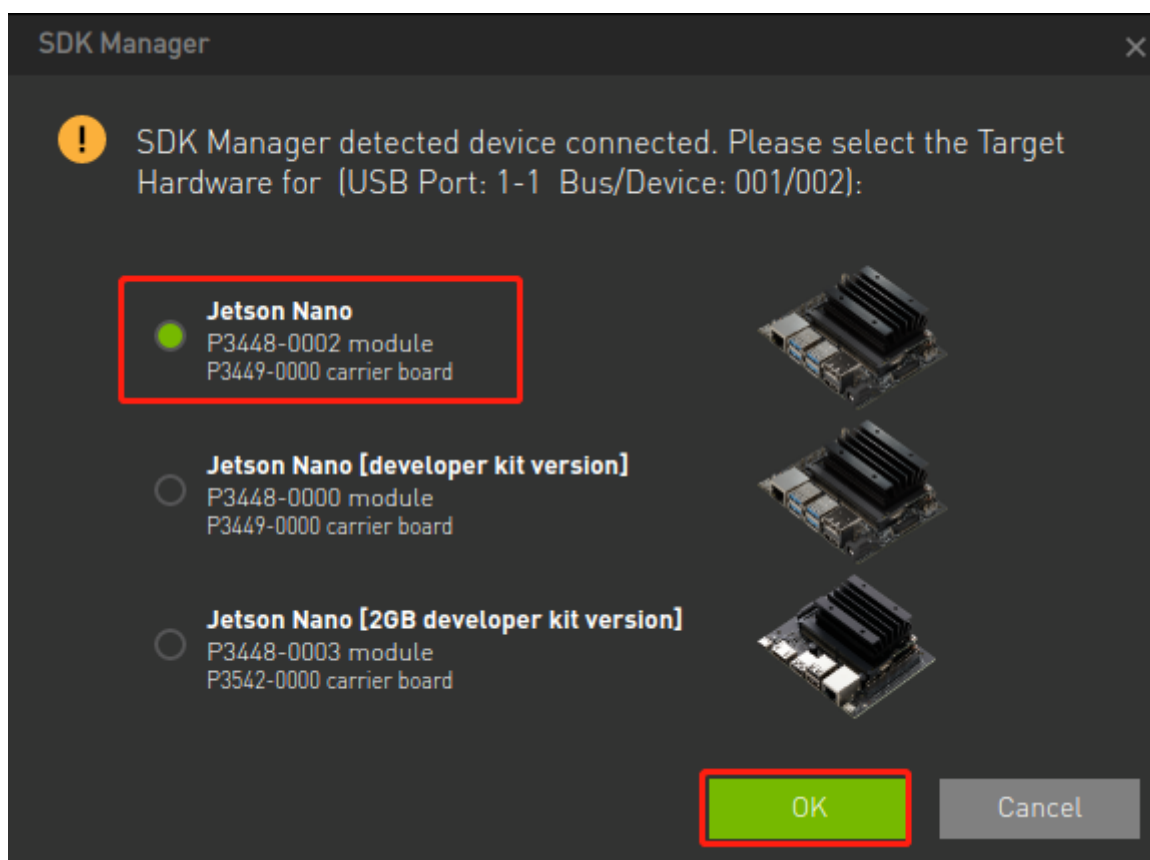 SDK Manager
SDK Manager detected device connected. Please select the Target
Hardware for (USB Port: 1-1 Bus/Device: 001/002):
Jetson Nano
P3448-0002 module
P3449-0000 carrier board
Jetson Nano [developer kit version]
P3448-0000 module
P3449-0000 carrier board
Jetson Nano [2GB developer kit version]
P3448-0003 module
P3542-0000 carrier board
OK
Cancel